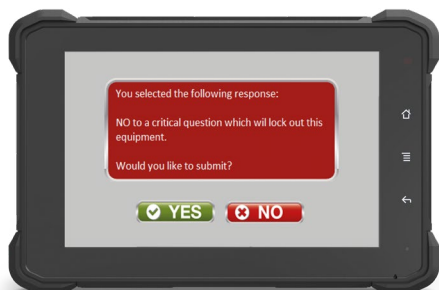 You selected the following response:
NO to a critical question which wil lock out this
equipment.
Would you like to submit?
YES
NO